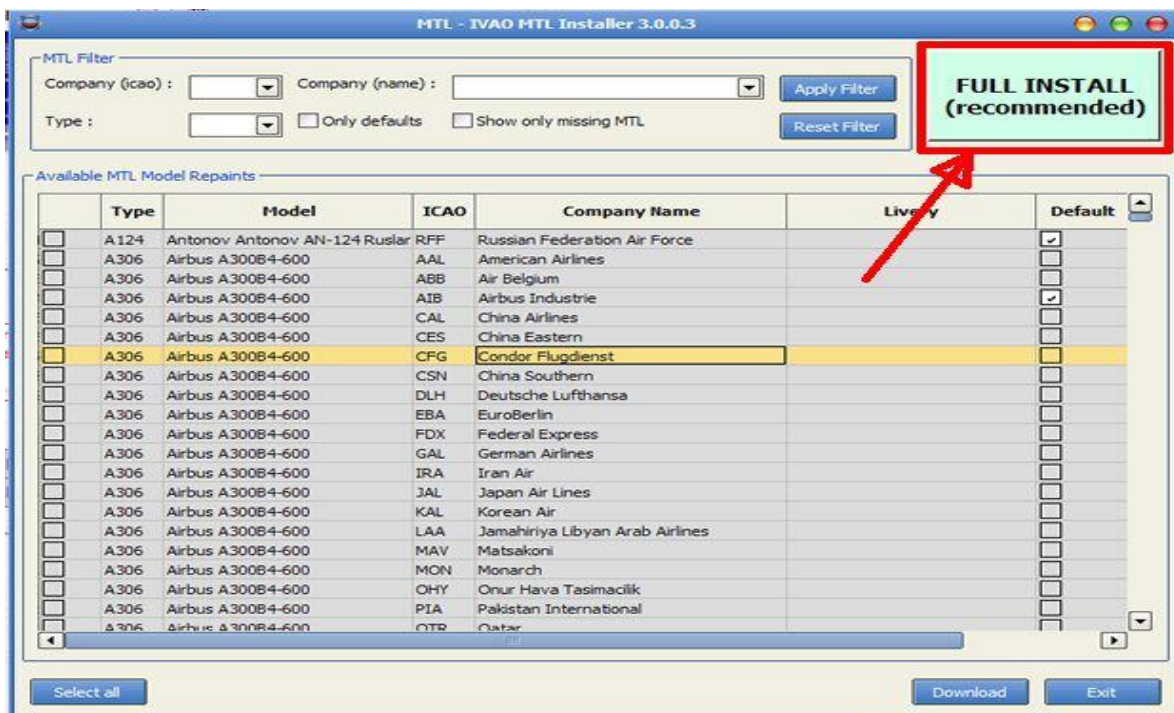 MTL - IVAO MTL Installer 3.0.0.3
MTL Filter
Company (icao) : Company (name) : Apply Filter
Type : Only defaults Show only missing MTL Reset Filter
FULL INSTALL
(recommended)
Available MTL Model Repaints
Type Model ICAO Company Name Livery Default
A124 Antonov Antonov AN-124 Ruslar RFF Russian Federation Air Force
A306 Airbus A300B4-600 AAL American Airlines
A306 Airbus A300B4-600 ABB Air Belgium
A306 Airbus A300B4-600 AIB Airbus Industrie
A306 Airbus A300B4-600 CAL China Airlines
A306 Airbus A300B4-600 CES China Eastern
A306 Airbus A300B4-600 CFG Condor Flugdienst
A306 Airbus A300B4-600 CSN China Southern
A306 Airbus A300B4-600 DLH Deutsche Lufthansa
A306 Airbus A300B4-600 EBA EuroBerlin
A306 Airbus A300B4-600 FDX Federal Express
A306 Airbus A300B4-600 GAL German Airlines
A306 Airbus A300B4-600 IRA Iran Air
A306 Airbus A300B4-600 JAL Japan Air Lines
A306 Airbus A300B4-600 KAL Korean Air
A306 Airbus A300B4-600 LAA Jamahiriya Libyan Arab Airlines
A306 Airbus A300B4-600 MAV Matsakoni
A306 Airbus A300B4-600 MON Monarch
A306 Airbus A300B4-600 OHY Onur Hava Tasimacilik
A306 Airbus A300B4-600 PIA Pakistan International
A306 Airbus A300B4-600 QTR Qatar
Select all Download Exit